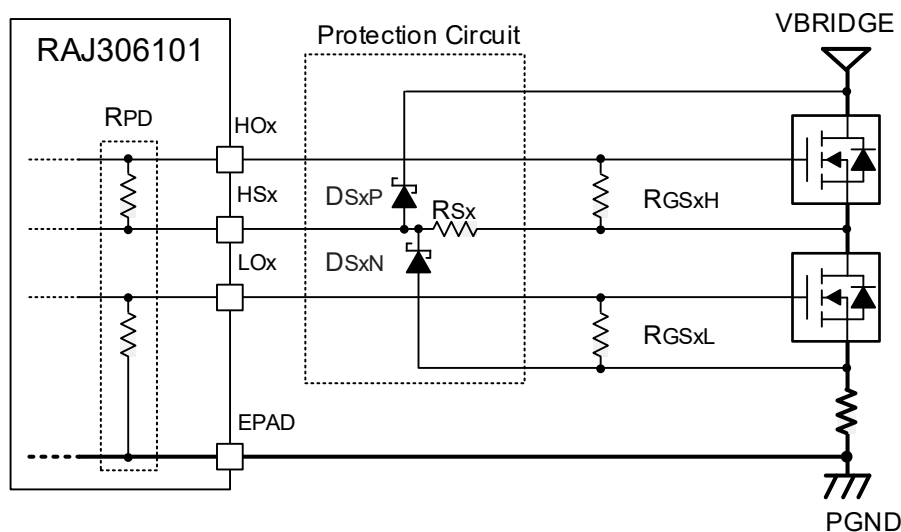 VBRIDGE
Protection Circuit
RAJ306101
RPD
HOx
DSxP
RSx
RGSxH
HSx
DSxN
LOx
RGSxL
EPAD
PGND